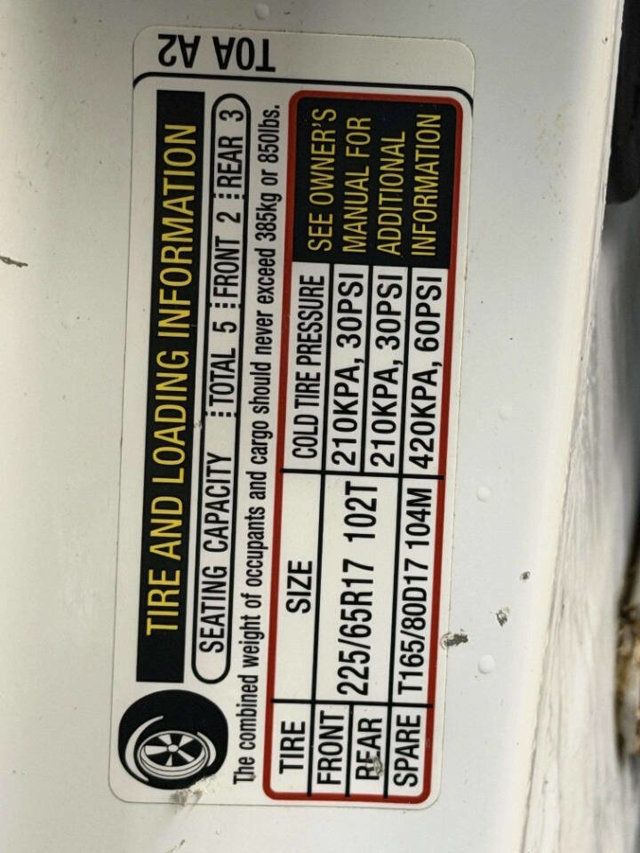 TIRE AND LOADING INFORMATION
SEATING CAPACITY TOTAL 5 FRONT 2 REAR 3
The combined weight of occupants and cargo should never exceed 385kg or 850lbs.
TIRE SIZE COLD TIRE PRESSURE
FRONT 225/65R17 102T 210KPA, 30PSI
REAR 210KPA, 30PSI
SPARE T165/80D17 104M 420KPA, 60PSI
SEE OWNER'S
MANUAL FOR
ADDITIONAL
INFORMATION
T0A A2